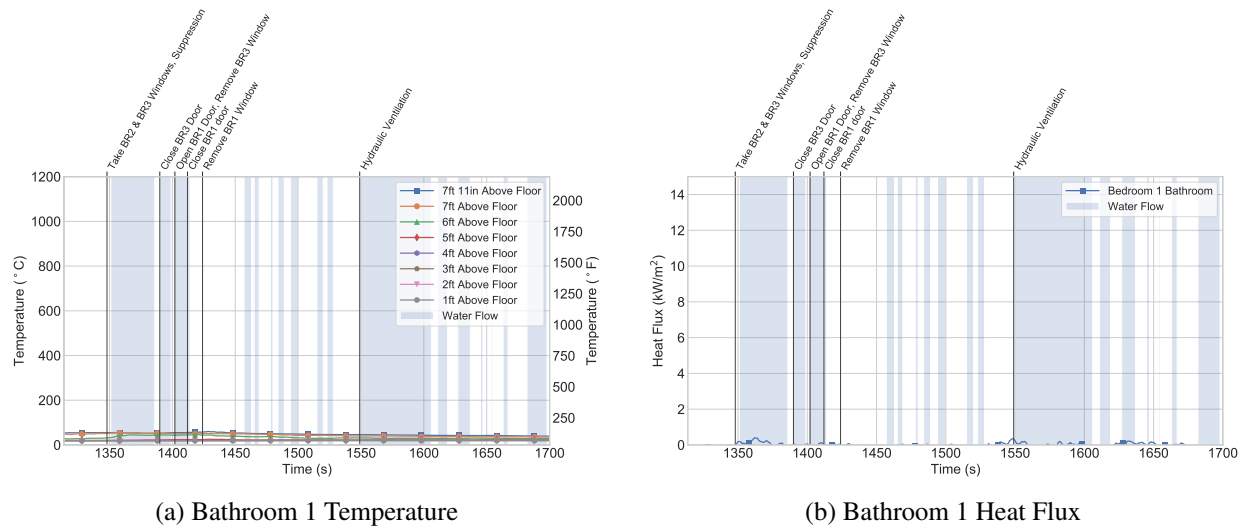 Take BR2 & BR3 Windows, Suppression
Close BR3 Door
Open BR1 Door, Remove BR3 Window
Close BR1 door
Remove BR1 Window
Hydraulic Ventilation
1200
1000
800
600
400
200
0
Temperature (°C)
2000
1750
1500
1250
1000
750
500
250
Temperature (°F)
7ft 11in Above Floor
7ft Above Floor
6ft Above Floor
5ft Above Floor
4ft Above Floor
3ft Above Floor
2ft Above Floor
1ft Above Floor
Water Flow
1350 1400 1450 1500 1550 1600 1650 1700
Time (s)
(a) Bathroom 1 Temperature
Take BR2 & BR3 Windows, Suppression
Close BR3 Door
Open BR1 Door, Remove BR3 Window
Close BR1 door
Remove BR1 Window
Hydraulic Ventilation
14
12
10
8
6
4
2
0
Heat Flux (kW/m²)
Bedroom 1 Bathroom
Water Flow
1350 1400 1450 1500 1550 1600 1650 1700
Time (s)
(b) Bathroom 1 Heat Flux